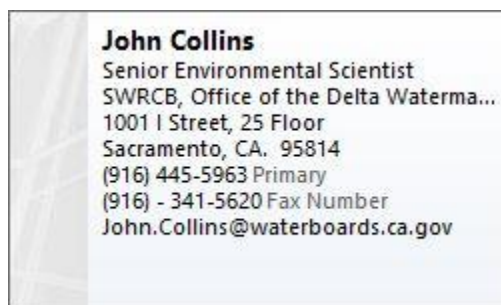 John Collins
Senior Environmental Scientist
SWRCB, Office of the Delta Waterma...
1001 I Street, 25 Floor
Sacramento, CA.  95814
(916) 445-5963 Primary
(916) - 341-5620 Fax Number
John.Collins@waterboards.ca.gov